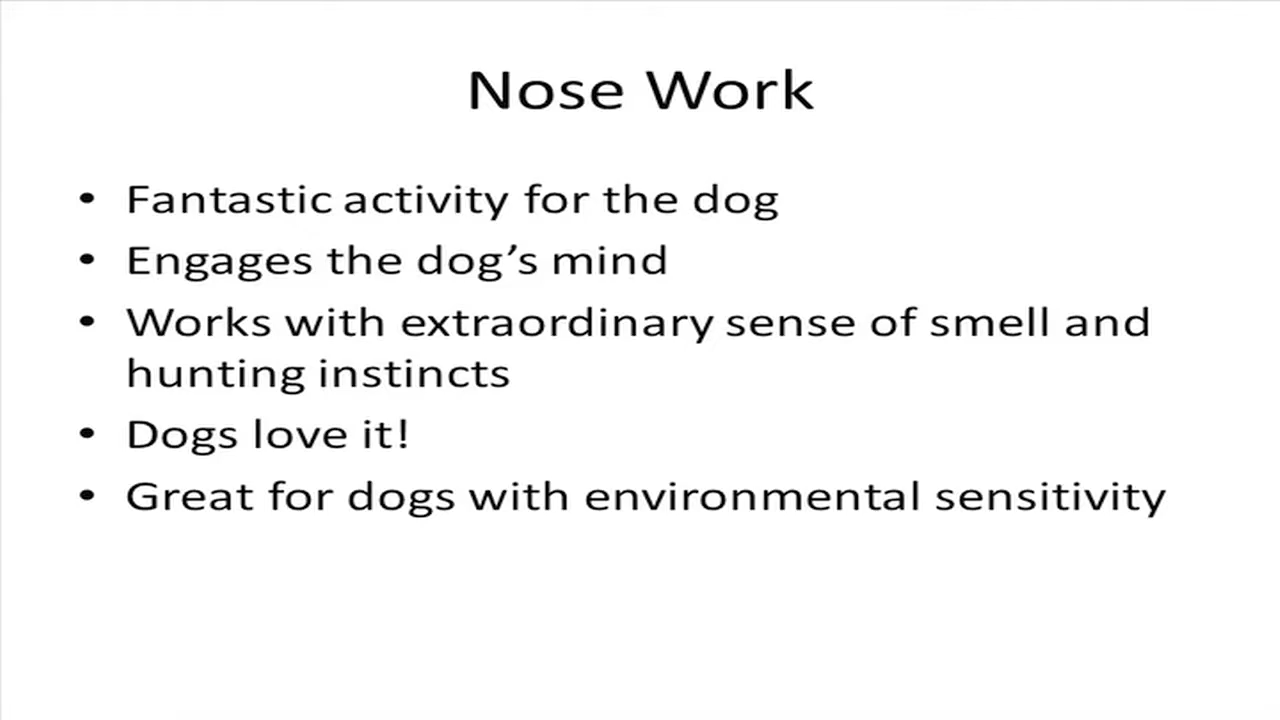 Nose Work
• Fantastic activity for the dog
• Engages the dog’s mind
• Works with extraordinary sense of smell and
hunting instincts
• Dogs love it!
• Great for dogs with environmental sensitivity